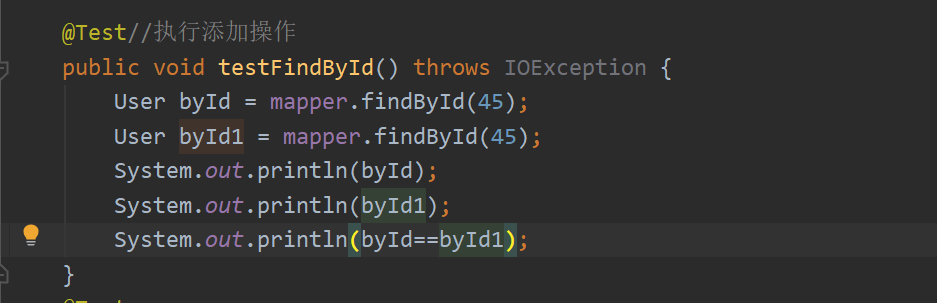 @Test//执行添加操作
public void testFindById() throws IOException {
User byId = mapper.findById(45);
User byId1 = mapper.findById(45);
System.out.println(byId);
System.out.println(byId1);
System.out.println(byId==byId1);
}
@Test